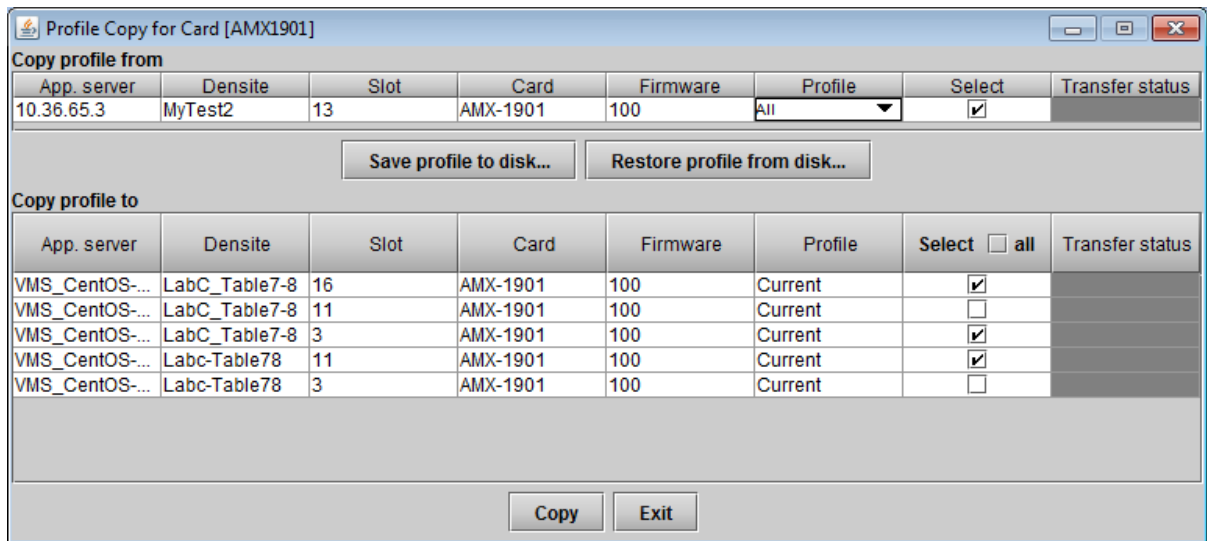 Profile Copy for Card [AMX1901]
Copy profile from
App. server Densite Slot Card Firmware Profile Select Transfer status
10.36.65.3 MyTest2 13 AMX-1901 100 All
Save profile to disk... Restore profile from disk...
Copy profile to
App. server Densite Slot Card Firmware Profile Select all Transfer status
VMS_CentOS-... LabC_Table7-8 16 AMX-1901 100 Current
VMS_CentOS-... LabC_Table7-8 11 AMX-1901 100 Current
VMS_CentOS-... LabC_Table7-8 3 AMX-1901 100 Current
VMS_CentOS-... Labc-Table78 11 AMX-1901 100 Current
VMS_CentOS-... Labc-Table78 3 AMX-1901 100 Current
Copy Exit